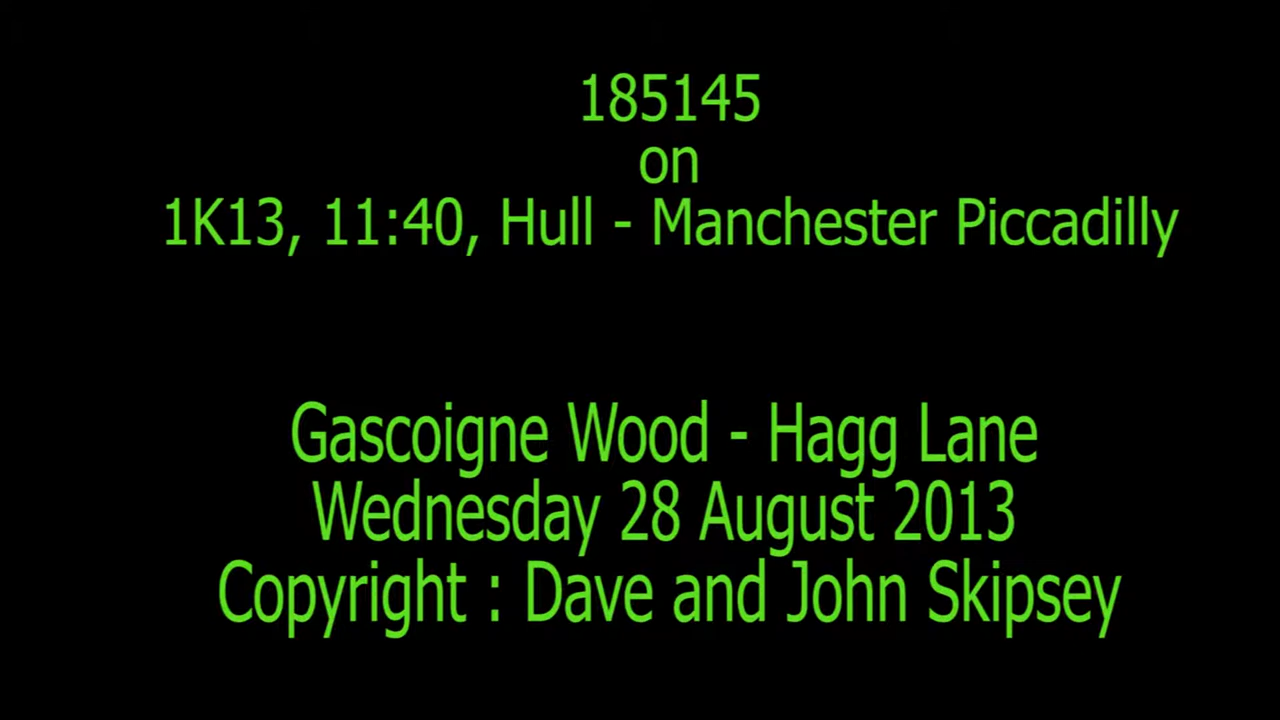 185145
on
1K13, 11:40, Hull - Manchester Piccadilly
Gascoigne Wood - Hagg Lane
Wednesday 28 August 2013
Copyright : Dave and John Skipsey